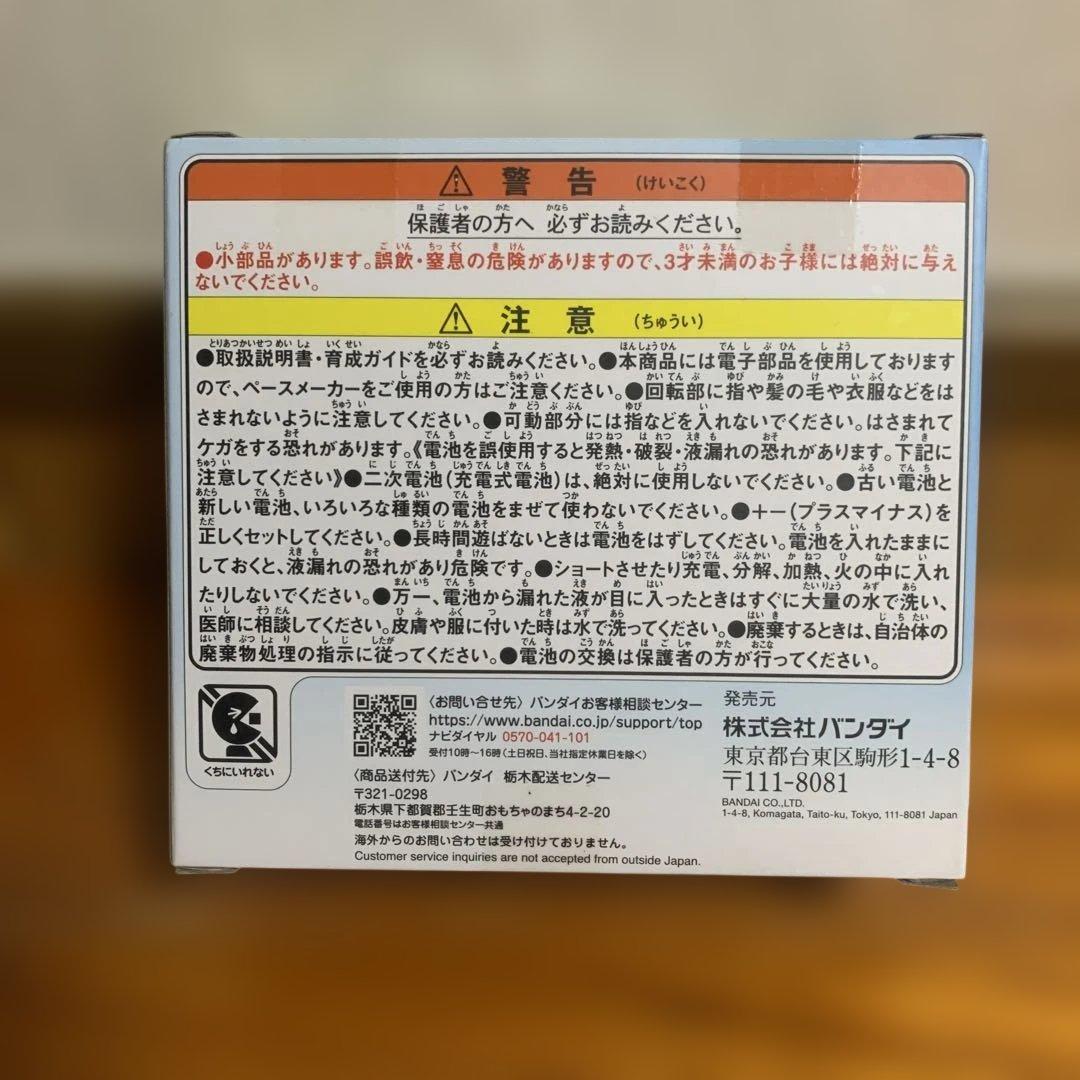 警告 (けいこく)
保護者の方へ 必ずお読みください。
●小部品があります。誤飲・窒息の危険がありますので、3才未満のお子様には絶対に与え
ないでください。
注意 (ちゅうい)
●取扱説明書・育成ガイドを必ずお読みください。●本商品には電子部品を使用しております
ので、ペースメーカーをご使用の方はご注意ください。●回転部に指や髪の毛や衣服などをは
さまれないように注意してください。●可動部分には指などを入れないでください。はさまれて
ケガをする恐れがあります。《電池を誤使用すると発熱・破裂・液漏れの恐れがあります。下記に
注意してください》●二次電池(充電式電池)は、絶対に使用しないでください。●古い電池と
新しい電池、いろいろな種類の電池をまぜて使わないでください。●+-(プラスマイナス)を
正しくセットしてください。●長時間遊ばないときは電池をはずしてください。電池を入れたままに
しておくと、液漏れの恐れがあり危険です。●ショートさせたり充電、分解、加熱、火の中に入れ
たりしないでください。●万一、電池から漏れた液が目に入ったときはすぐに大量の水で洗い、
医師に相談してください。皮膚や服に付いた時は水で洗ってください。●廃棄するときは、自治体の
廃棄物処理の指示に従ってください。●電池の交換は保護者の方が行ってください。
くちにいれない
〈お問い合せ先〉バンダイお客様相談センター
https://www.bandai.co.jp/support/top
ナビダイヤル 0570-041-101
受付10時~16時(土日祝日、当社指定休業日を除く)
〈商品送付先〉バンダイ 栃木配送センター
〒321-0298
栃木県下都賀郡壬生町おもちゃのまち4-2-20
電話番号はお客様相談センター共通
海外からのお問い合わせは受け付けておりません。
Customer service inquiries are not accepted from outside Japan.
発売元
株式会社バンダイ
東京都台東区駒形1-4-8
〒111-8081
BANDAI CO.,LTD.
1-4-8, Komagata, Taito-ku, Tokyo, 111-8081 Japan